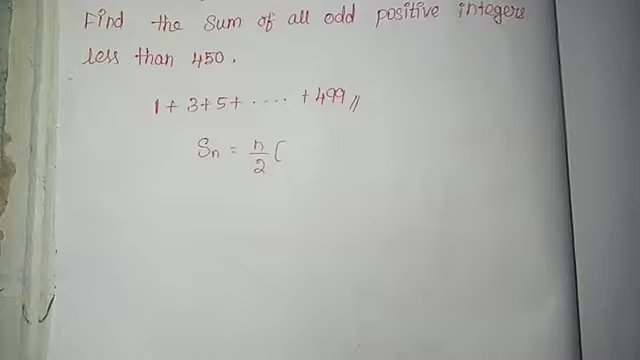 Find the Sum of all odd positive integers
less than 450.
1 + 3 + 5 + ..... + 499 //
Sn = n/2 [